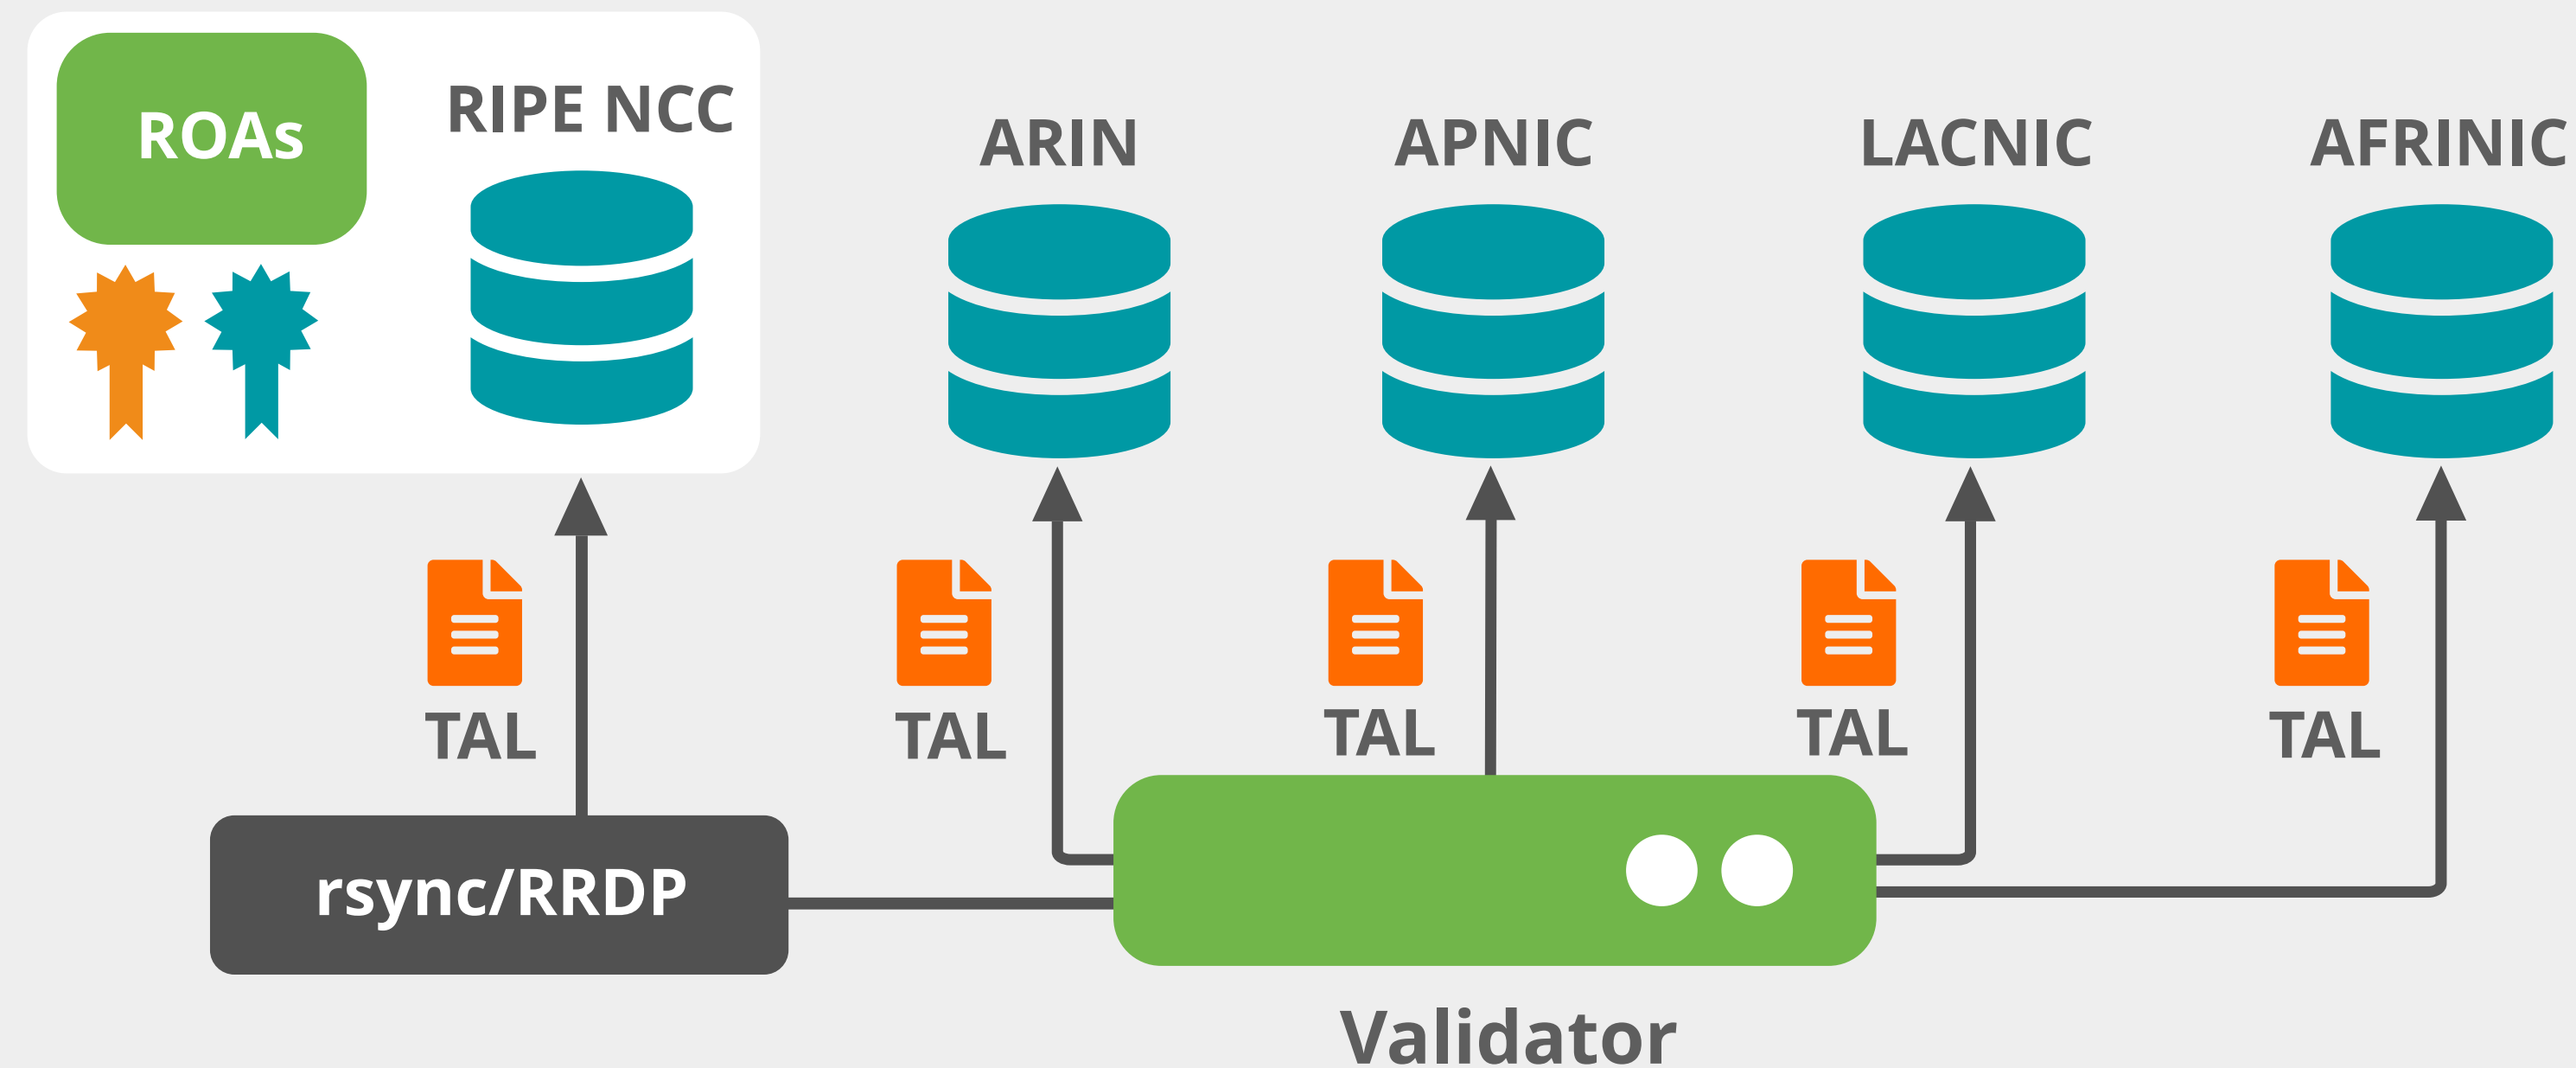 ROAs
RIPE NCC
ARIN
APNIC
LACNIC
AFRINIC
TAL
TAL
TAL
TAL
TAL
rsync/RRDP
Validator